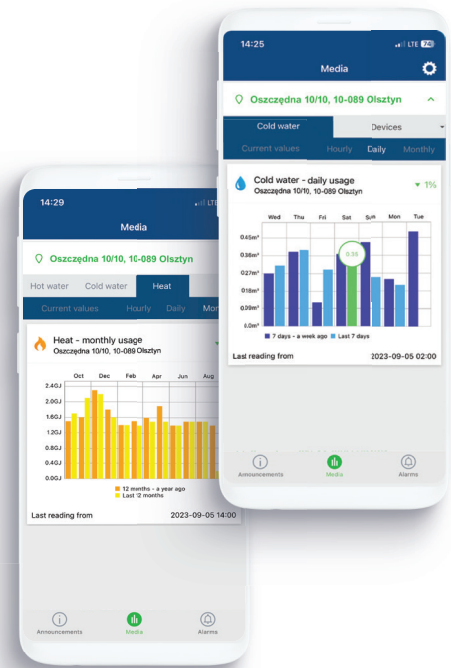 14:25
LTE 74
Media
Oszczędna 10/10, 10-089 Olsztyn
Cold water Devices
Current values Hourly Daily Monthly
Cold water - daily usage
Oszczędna 10/10, 10-089 Olsztyn
1%
Wed Thu Fri Sat Sun Mon Tue
0.45m³
0.36m³
0.27m³
0.18m³
0.09m³
0.0m³
0.35
7 days - a week ago Last 7 days
Last reading from 2023-09-05 02:00
Announcements Media Alarms
14:29
LTE
Media
Oszczędna 10/10, 10-089 Olsztyn
Hot water Cold water Heat
Current values Hourly Daily Mon
Heat - monthly usage
Oszczędna 10/10, 10-089 Olsztyn
Oct Dec Feb Apr Jun Aug
2.4GJ
2.0GJ
1.6GJ
1.2GJ
0.8GJ
0.4GJ
0.0GJ
12 months - a year ago
Last 12 months
Last reading from 2023-09-05 14:00
Announcements Media Alarms